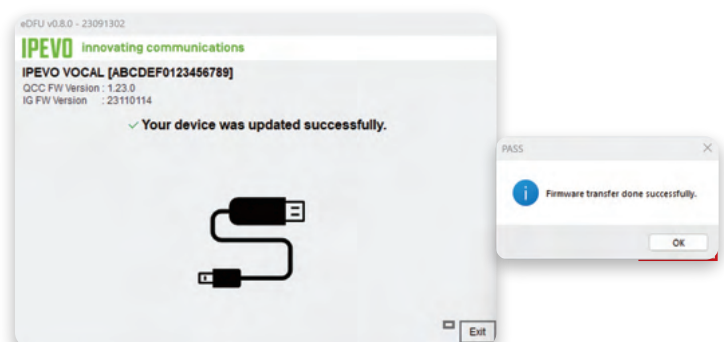 eDFU v0.8.0 - 23091302
IPEVO innovating communications
IPEVO VOCAL [ABCDEF0123456789]
QCC FW Version : 1.23.0
IG FW Version : 23110114
✓ Your device was updated successfully.
Exit
PASS
Firmware transfer done successfully.
OK